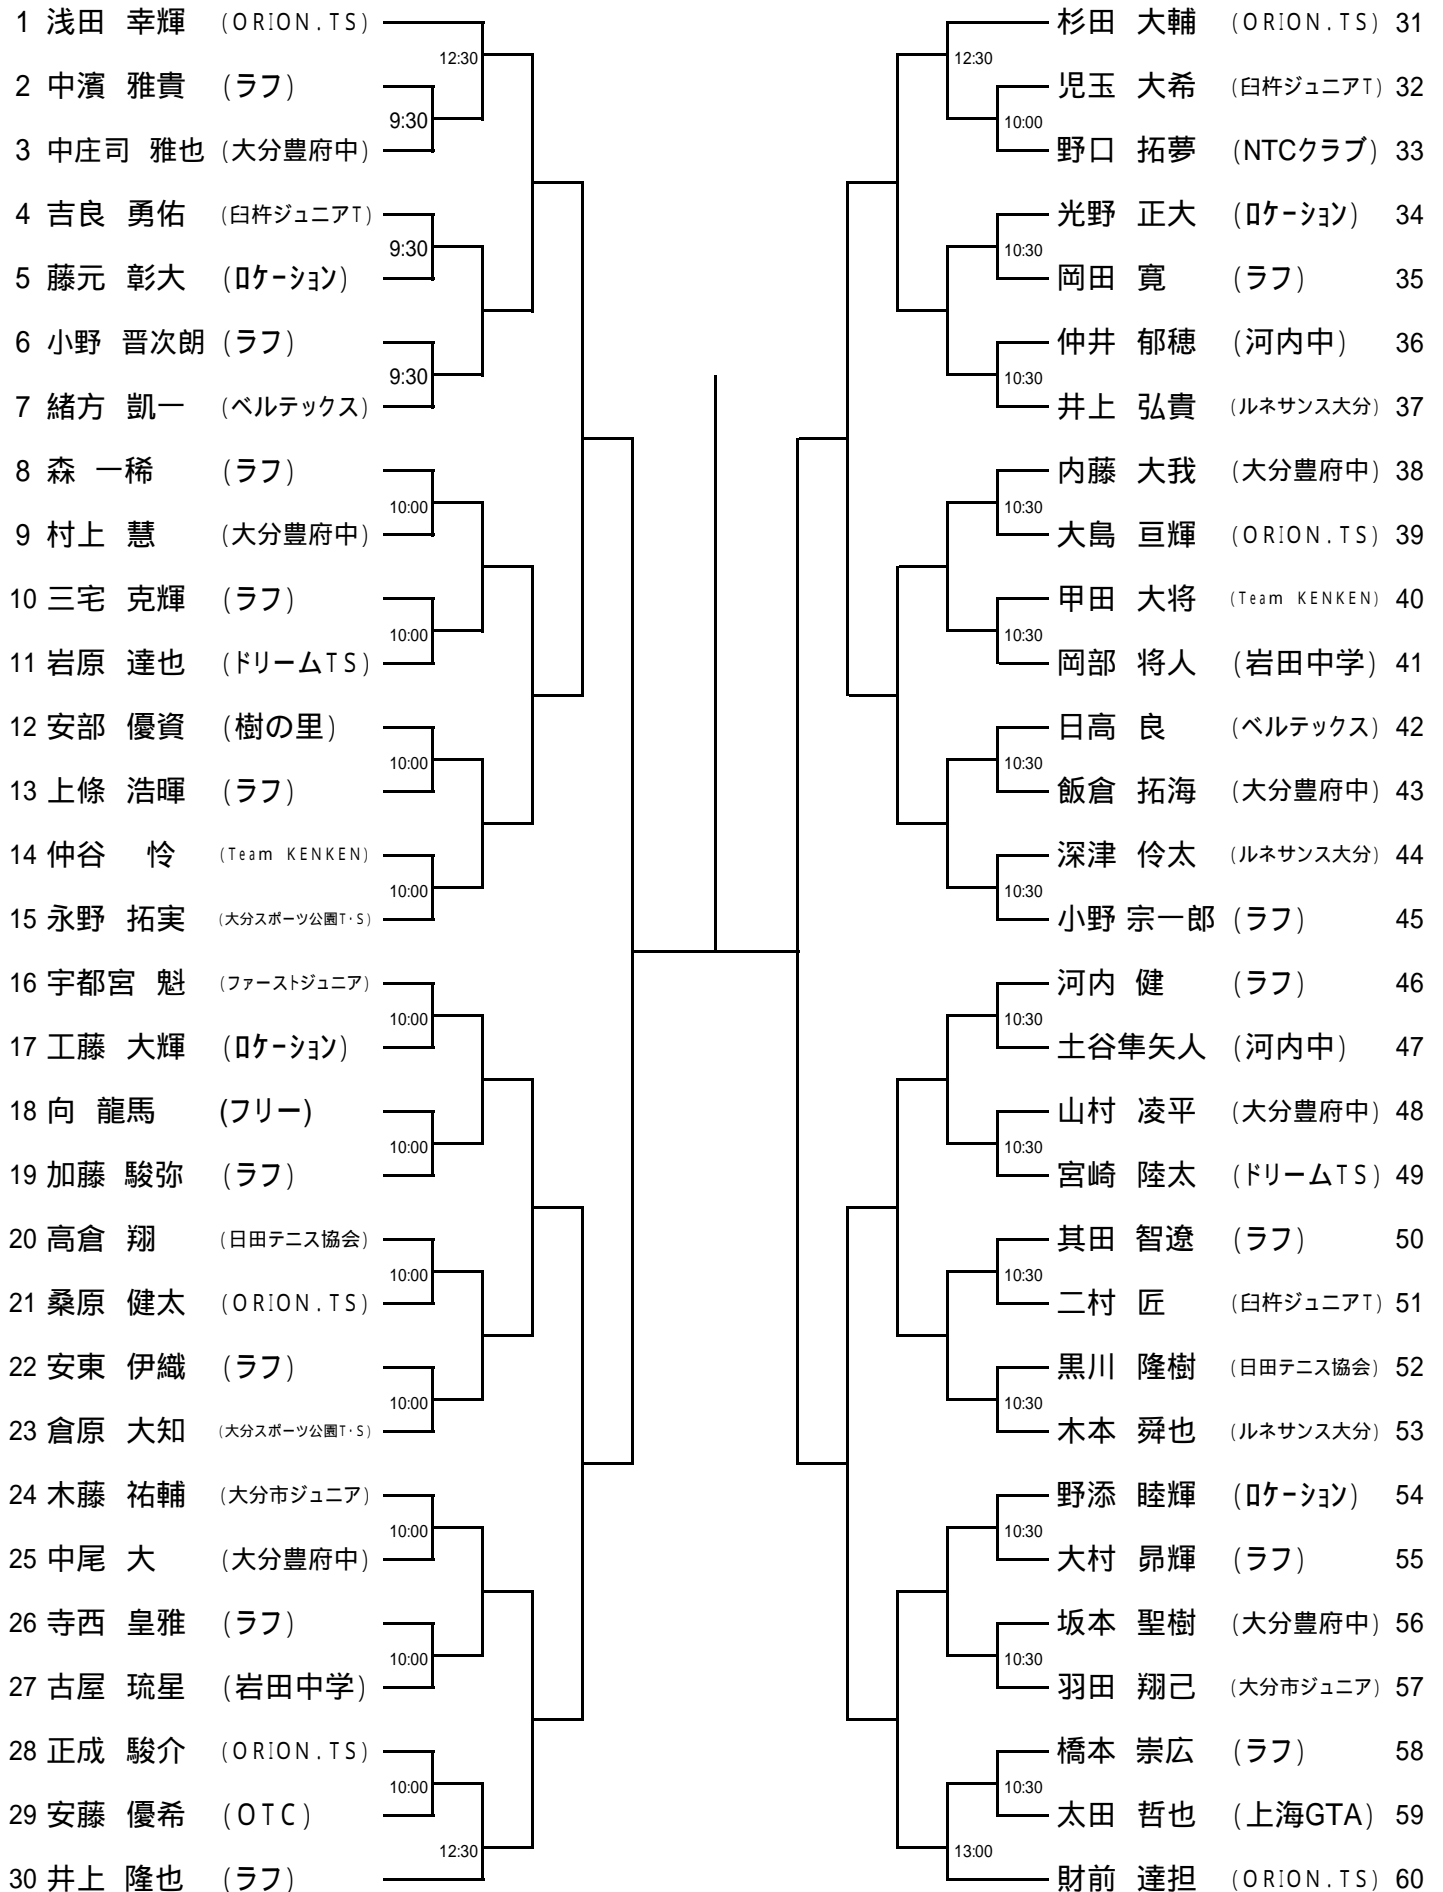 1 浅田 幸輝 (ORION.TS)
12:30
2 中濱 雅貴 (ラフ)
9:30
3 中庄司 雅也 (大分豊府中)
4 吉良 勇佑 (臼杵ジュニアT)
9:30
5 藤元 彰大 (ロケーション)
6 小野 晋次朗 (ラフ)
9:30
7 緒方 凱一 (ベルテックス)
8 森 一稀 (ラフ)
10:00
9 村上 慧 (大分豊府中)
10 三宅 克輝 (ラフ)
10:00
11 岩原 達也 (ドリームTS)
12 安部 優資 (樹の里)
10:00
13 上條 浩暉 (ラフ)
14 仲谷 怜 (Team KENKEN)
10:00
15 永野 拓実 (大分スポーツ公園T・S)
16 宇都宮 魁 (ファーストジュニア)
10:00
17 工藤 大輝 (ロケーション)
18 向 龍馬 (フリー)
10:00
19 加藤 駿弥 (ラフ)
20 高倉 翔 (日田テニス協会)
10:00
21 桑原 健太 (ORION.TS)
22 安東 伊織 (ラフ)
10:00
23 倉原 大知 (大分スポーツ公園T・S)
24 木藤 祐輔 (大分市ジュニア)
10:00
25 中尾 大 (大分豊府中)
26 寺西 皇雅 (ラフ)
10:00
27 古屋 琉星 (岩田中学)
28 正成 駿介 (ORION.TS)
10:00
29 安藤 優希 (OTC)
12:30
30 井上 隆也 (ラフ)
杉田 大輔 (ORION.TS) 31
12:30
児玉 大希 (臼杵ジュニアT) 32
10:00
野口 拓夢 (NTCクラブ) 33
光野 正大 (ロケーション) 34
10:30
岡田 寛 (ラフ) 35
仲井 郁穂 (河内中) 36
10:30
井上 弘貴 (ルネサンス大分) 37
内藤 大我 (大分豊府中) 38
10:30
大島 亘輝 (ORION.TS) 39
甲田 大将 (Team KENKEN) 40
10:30
岡部 将人 (岩田中学) 41
日高 良 (ベルテックス) 42
10:30
飯倉 拓海 (大分豊府中) 43
深津 伶太 (ルネサンス大分) 44
10:30
小野 宗一郎 (ラフ) 45
河内 健 (ラフ) 46
10:30
土谷隼矢人 (河内中) 47
山村 凌平 (大分豊府中) 48
10:30
宮崎 陸太 (ドリームTS) 49
其田 智遼 (ラフ) 50
10:30
二村 匠 (臼杵ジュニアT) 51
黒川 隆樹 (日田テニス協会) 52
10:30
木本 舜也 (ルネサンス大分) 53
野添 睦輝 (ロケーション) 54
10:30
大村 昴輝 (ラフ) 55
坂本 聖樹 (大分豊府中) 56
10:30
羽田 翔己 (大分市ジュニア) 57
橋本 崇広 (ラフ) 58
10:30
太田 哲也 (上海GTA) 59
13:00
財前 達担 (ORION.TS) 60